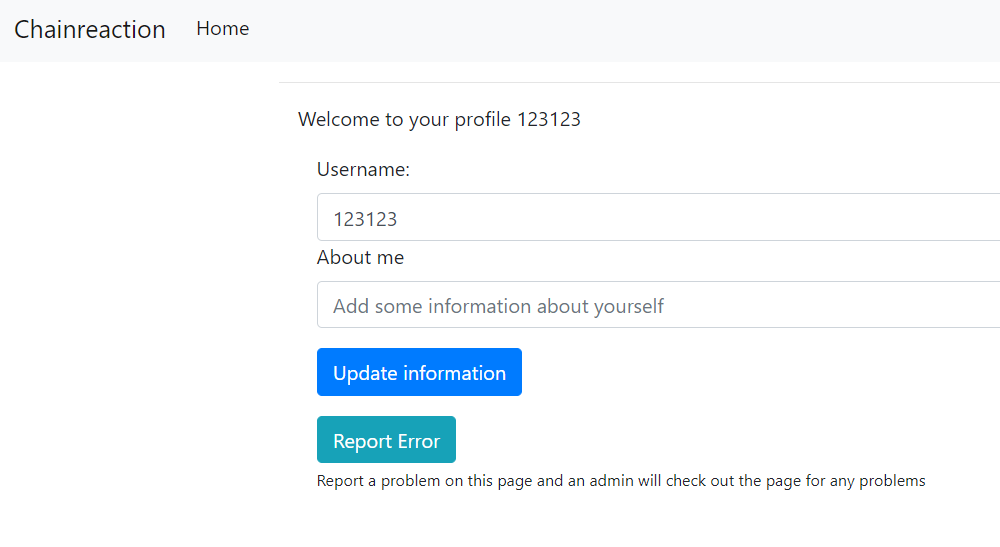 Chainreaction Home
Welcome to your profile 123123
Username:
123123
About me
Add some information about yourself
Update information
Report Error
Report a problem on this page and an admin will check out the page for any problems